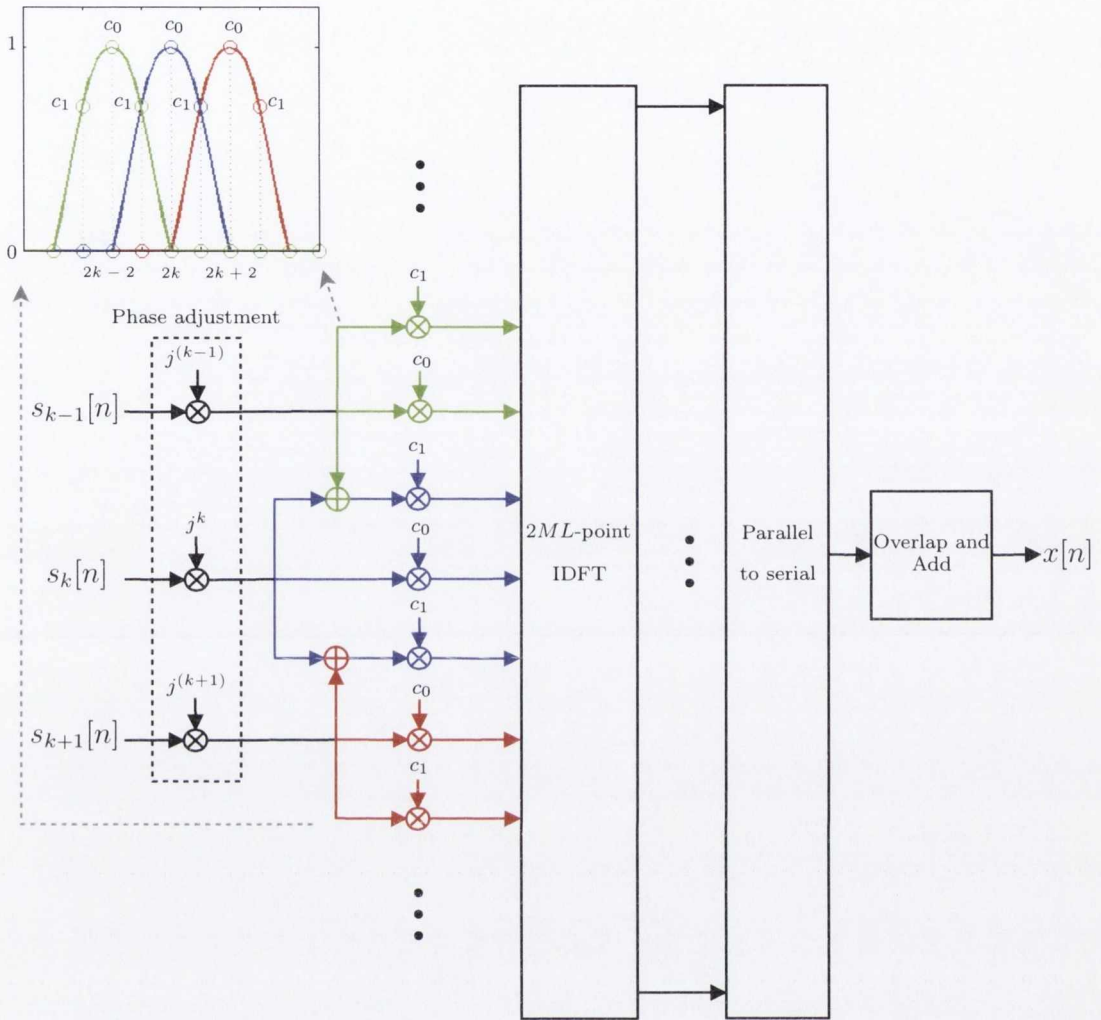 c₀ c₀ c₀
1
c₁ c₁ c₁ c₁
0
2k − 2 2k 2k + 2
Phase adjustment
c₁
j⁽ᵏ⁻¹⁾
c₀
sₖ₋₁[n]
c₁
jᵏ
c₀
sₖ[n]
c₁
j⁽ᵏ⁺¹⁾
c₀
sₖ₊₁[n]
c₁
2ML-point
IDFT
Parallel
to serial
Overlap and
Add
x[n]